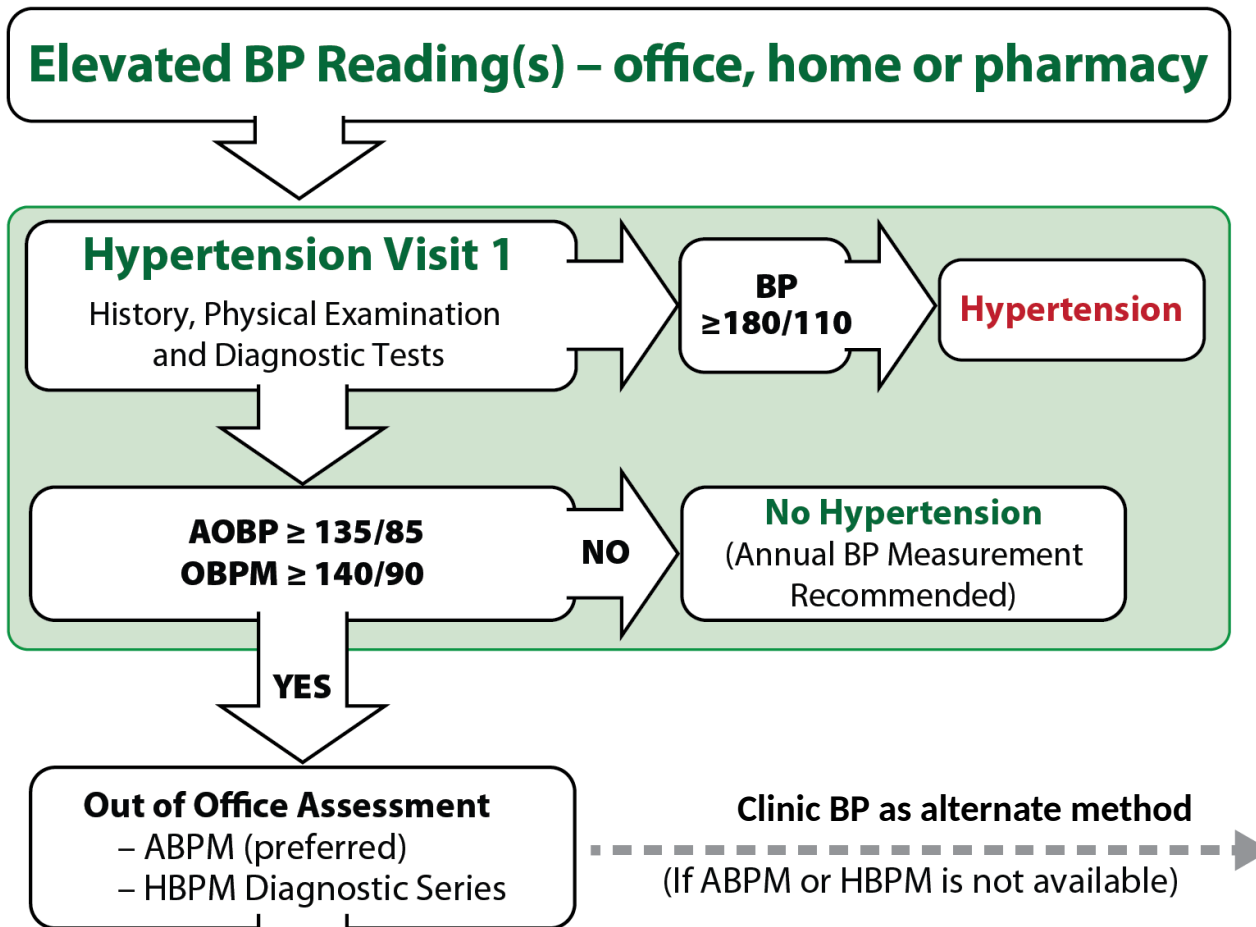 Elevated BP Reading(s) – office, home or pharmacy
Hypertension Visit 1
History, Physical Examination
and Diagnostic Tests
BP
≥180/110
Hypertension
AOBP ≥ 135/85
OBPM ≥ 140/90
NO
No Hypertension
(Annual BP Measurement
Recommended)
YES
Out of Office Assessment
– ABPM (preferred)
– HBPM Diagnostic Series
Clinic BP as alternate method
(If ABPM or HBPM is not available)